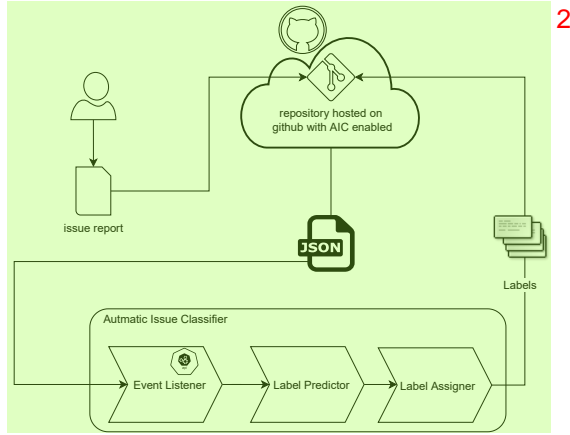 2
repository hosted on
github with AIC enabled
issue report
JSON
Labels
Autmatic Issue Classifier
Event Listener
Label Predictor
Label Assigner